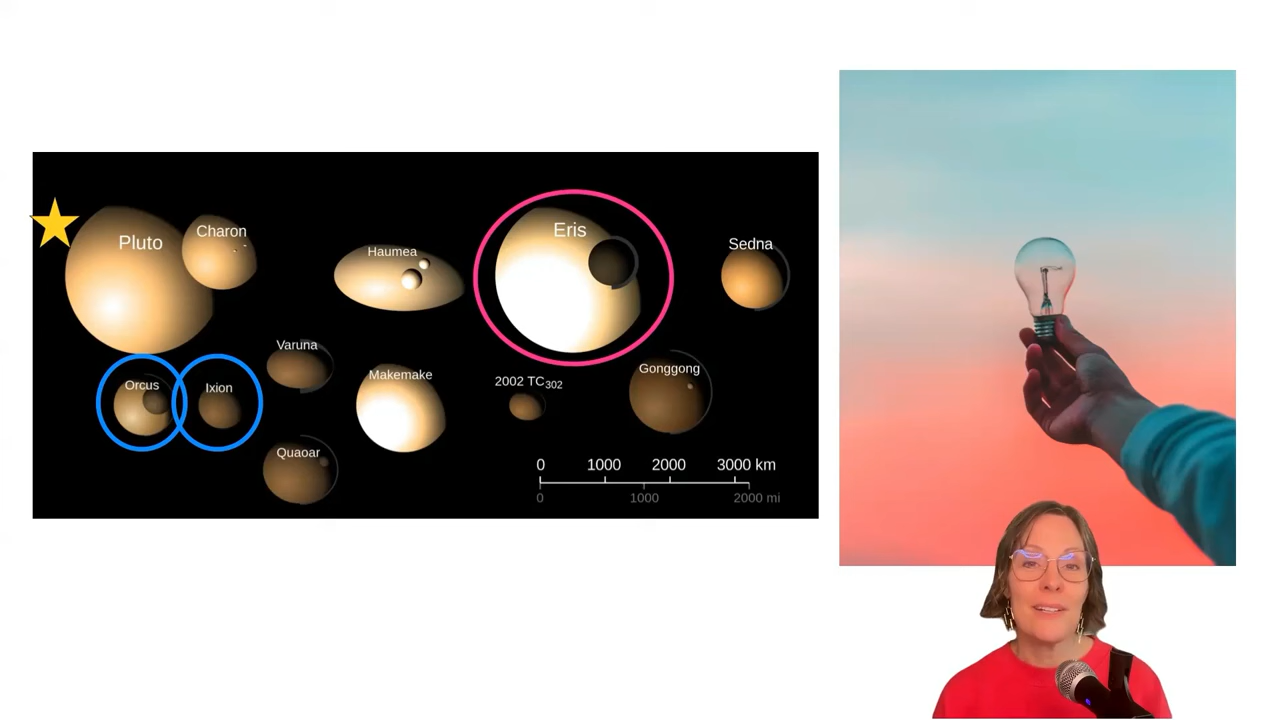 Pluto
Charon
Haumea
Eris
Sedna
Orcus
Ixion
Varuna
Makemake
2002 TC302
Gonggong
Quaoar
0 1000 2000 3000 km
0 1000 2000 mi